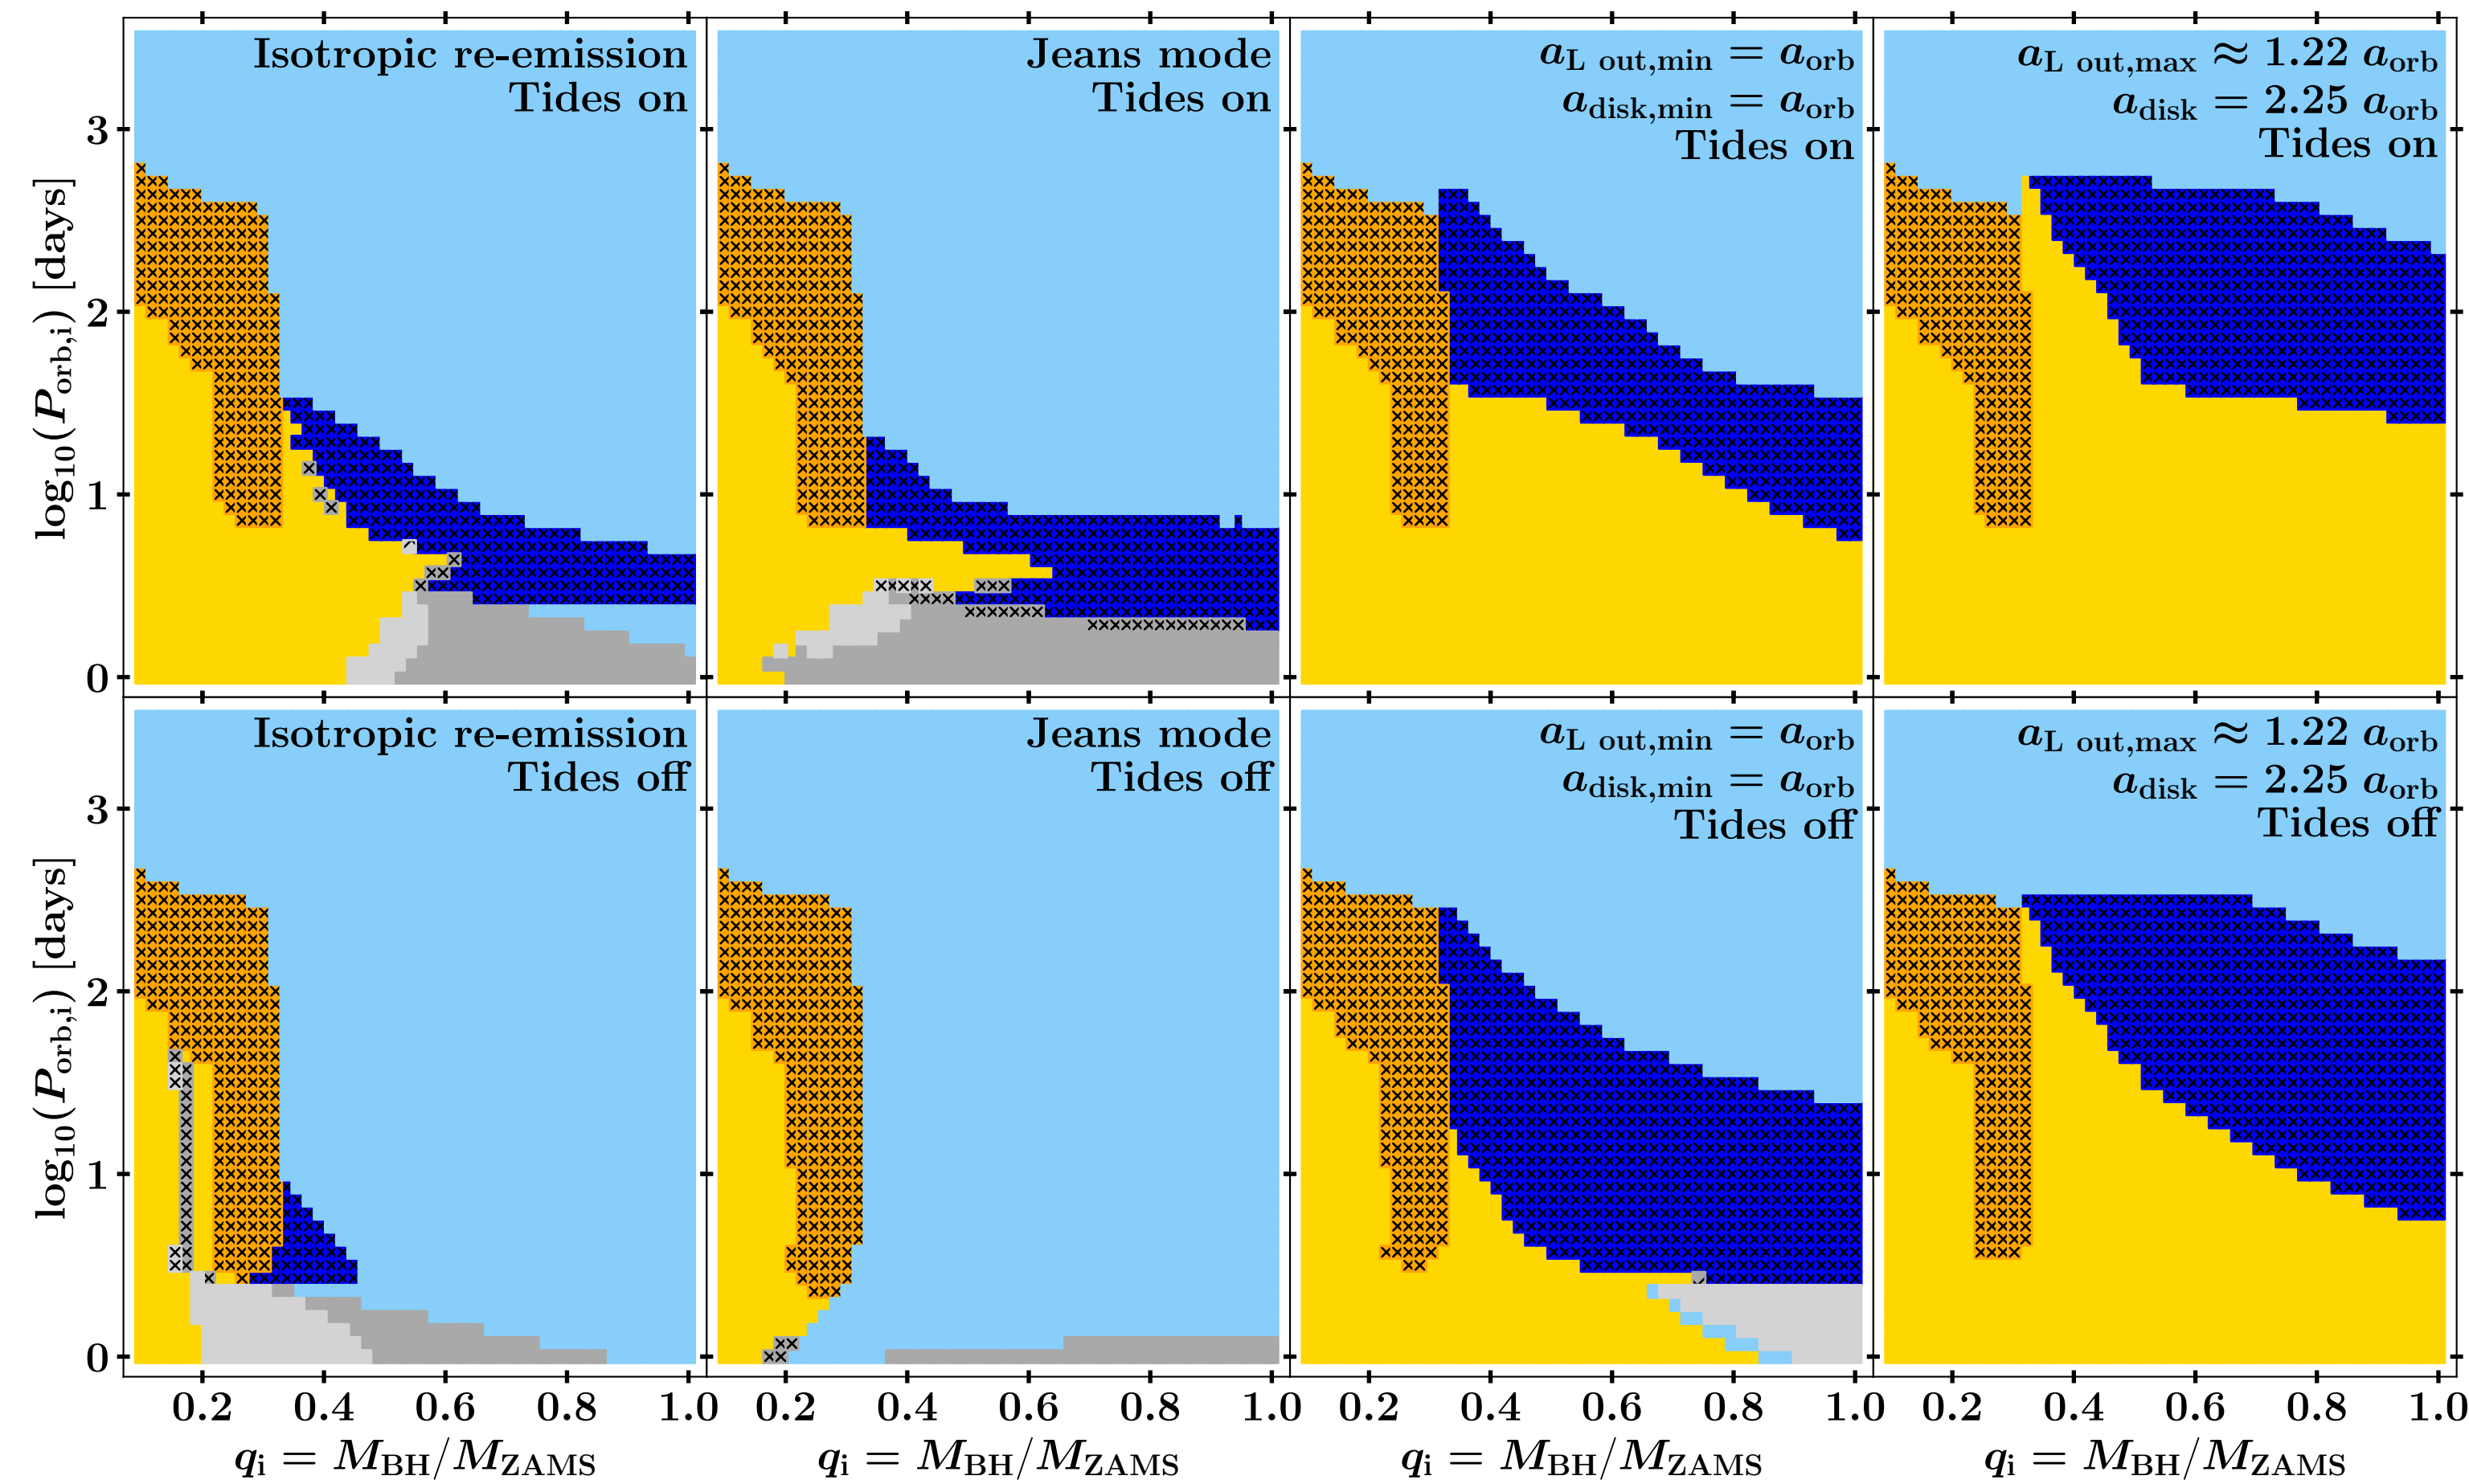 Isotropic re-emission
Tides on
Jeans mode
Tides on
a_L out,min = a_orb
a_disk,min = a_orb
Tides on
a_L out,max ≈ 1.22 a_orb
a_disk = 2.25 a_orb
Tides on
log10(P_orb,i) [days]
3
2
1
0
Isotropic re-emission
Tides off
Jeans mode
Tides off
a_L out,min = a_orb
a_disk,min = a_orb
Tides off
a_L out,max ≈ 1.22 a_orb
a_disk = 2.25 a_orb
Tides off
log10(P_orb,i) [days]
3
2
1
0
0.2 0.4 0.6 0.8 1.0
0.2 0.4 0.6 0.8 1.0
0.2 0.4 0.6 0.8 1.0
0.2 0.4 0.6 0.8 1.0
q_i = M_BH/M_ZAMS
q_i = M_BH/M_ZAMS
q_i = M_BH/M_ZAMS
q_i = M_BH/M_ZAMS